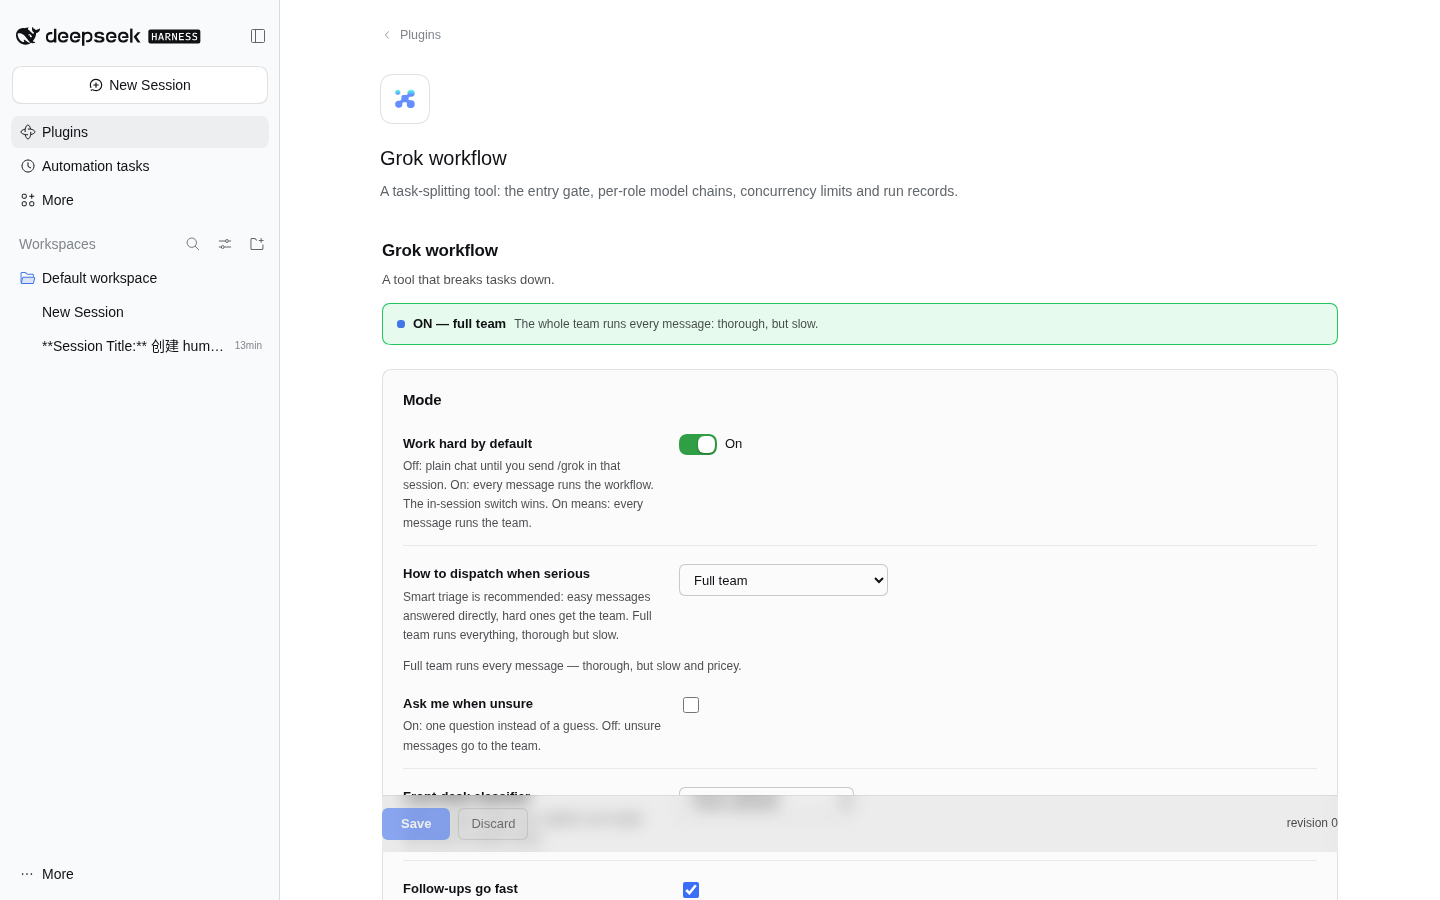 deepseek HARNESS
New Session
Plugins
Automation tasks
More
Workspaces
Default workspace
New Session
**Session Title:** 创建 hum… 13min
More
Plugins
Grok workflow
A task-splitting tool: the entry gate, per-role model chains, concurrency limits and run records.
Grok workflow
A tool that breaks tasks down.
ON — full team The whole team runs every message: thorough, but slow.
Mode
Work hard by default
On
Off: plain chat until you send /grok in that
session. On: every message runs the workflow.
The in-session switch wins. On means: every
message runs the team.
How to dispatch when serious
Full team
Smart triage is recommended: easy messages
answered directly, hard ones get the team. Full
team runs everything, thorough but slow.
Full team runs every message — thorough, but slow and pricey.
Ask me when unsure
On: one question instead of a guess. Off: unsure
messages go to the team.
Front-desk classifier
Save
Discard
revision 0
Follow-ups go fast